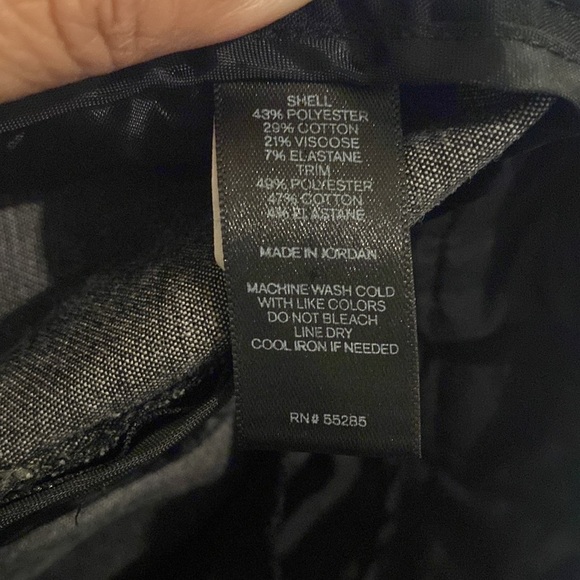 SHELL
43% POLYESTER
29% COTTON
21% VISCOSE
7% ELASTANE
TRIM
49% POLYESTER
47% COTTON
4% ELASTANE
MADE IN JORDAN
MACHINE WASH COLD
WITH LIKE COLORS
DO NOT BLEACH
LINE DRY
COOL IRON IF NEEDED
RN# 55285